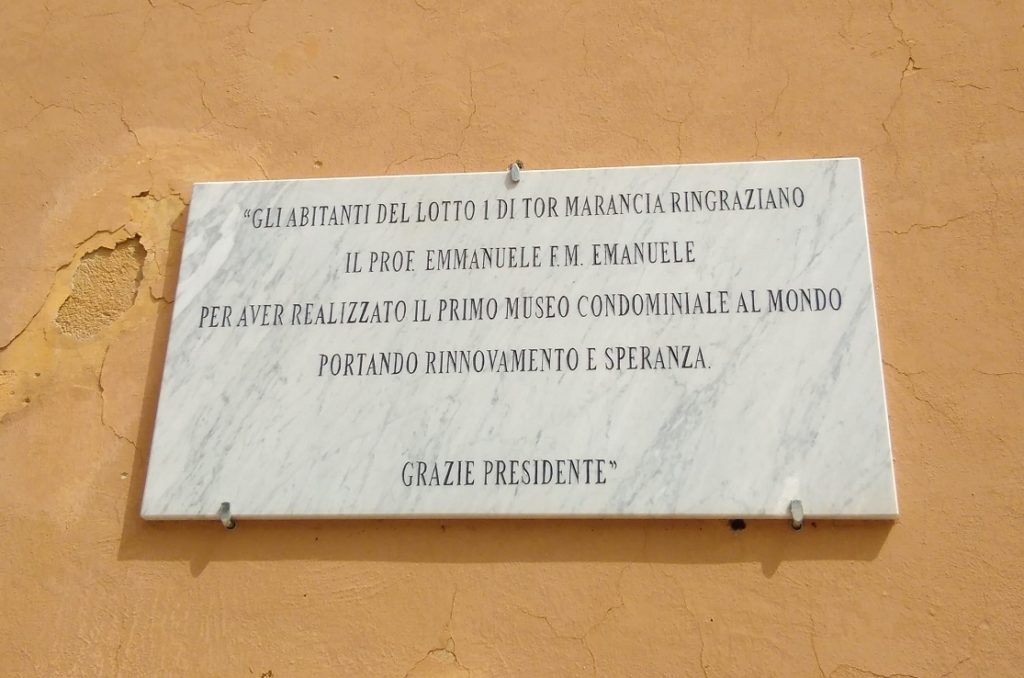 “GLI ABITANTI DEL LOTTO 1 DI TOR MARANCIA RINGRAZIANO
IL PROF. EMMANUELE F.M. EMANUELE
PER AVER REALIZZATO IL PRIMO MUSEO CONDOMINIALE AL MONDO
PORTANDO RINNOVAMENTO E SPERANZA.
GRAZIE PRESIDENTE”